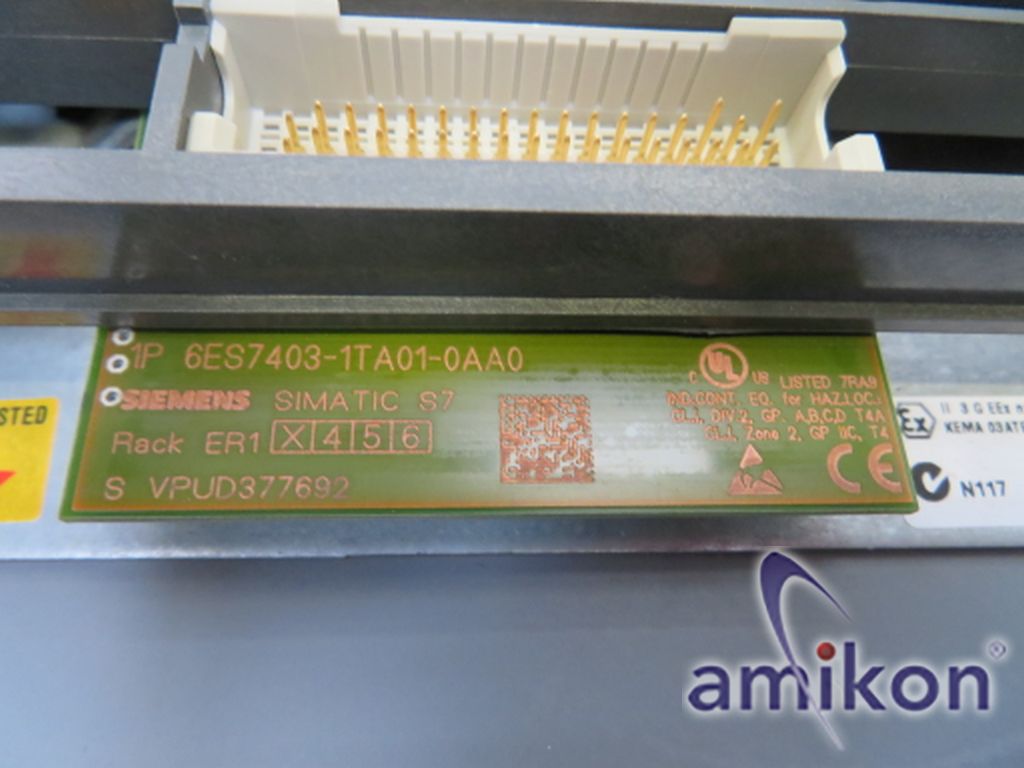 1P 6ES7403-1TA01-0AA0
SIEMENS SIMATIC S7
Rack ER1 X 4 5 6
S VPUD377692
UL
C US LISTED 7RA9
IND.CONT. EQ. for HAZ.LOC.
CL.I, DIV.2, GP. A,B,C,D T4A
CL.I, Zone 2, GP. IIC, T4
CE
STED
Ex II 3 G EEx n
KEMA 03ATE
N117
amikon®